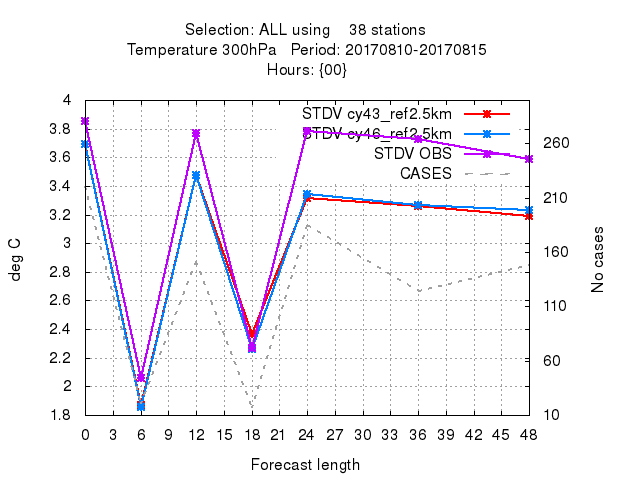 Selection: ALL using 38 stations
Temperature 300hPa Period: 20170810-20170815
Hours: {00}
STDV cy43_ref2.5km
STDV cy46_ref2.5km
STDV OBS
CASES
deg C
4
3.8
3.6
3.4
3.2
3
2.8
2.6
2.4
2.2
2
1.8
No cases
260
210
160
110
60
10
0 3 6 9 12 15 18 21 24 27 30 33 36 39 42 45 48
Forecast length